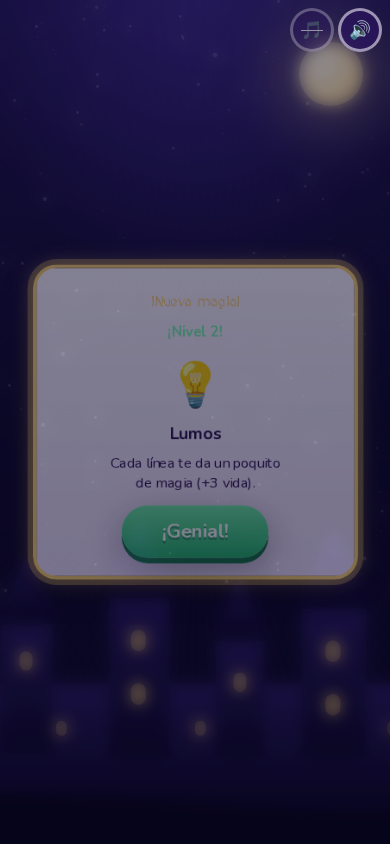 ¡Nueva magia!
¡Nivel 2!
Lumos
Cada línea te da un poquito
de magia (+3 vida).
¡Genial!